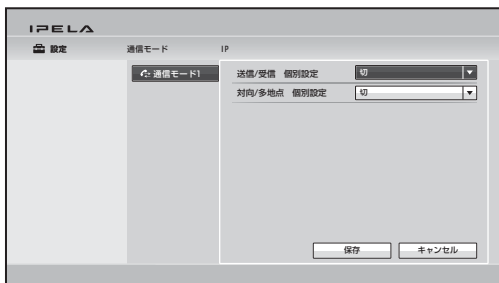 IPELA
設定 通信モード IP
通信モード1
送信/受信 個別設定 切
対向/多地点 個別設定 切
保存 キャンセル